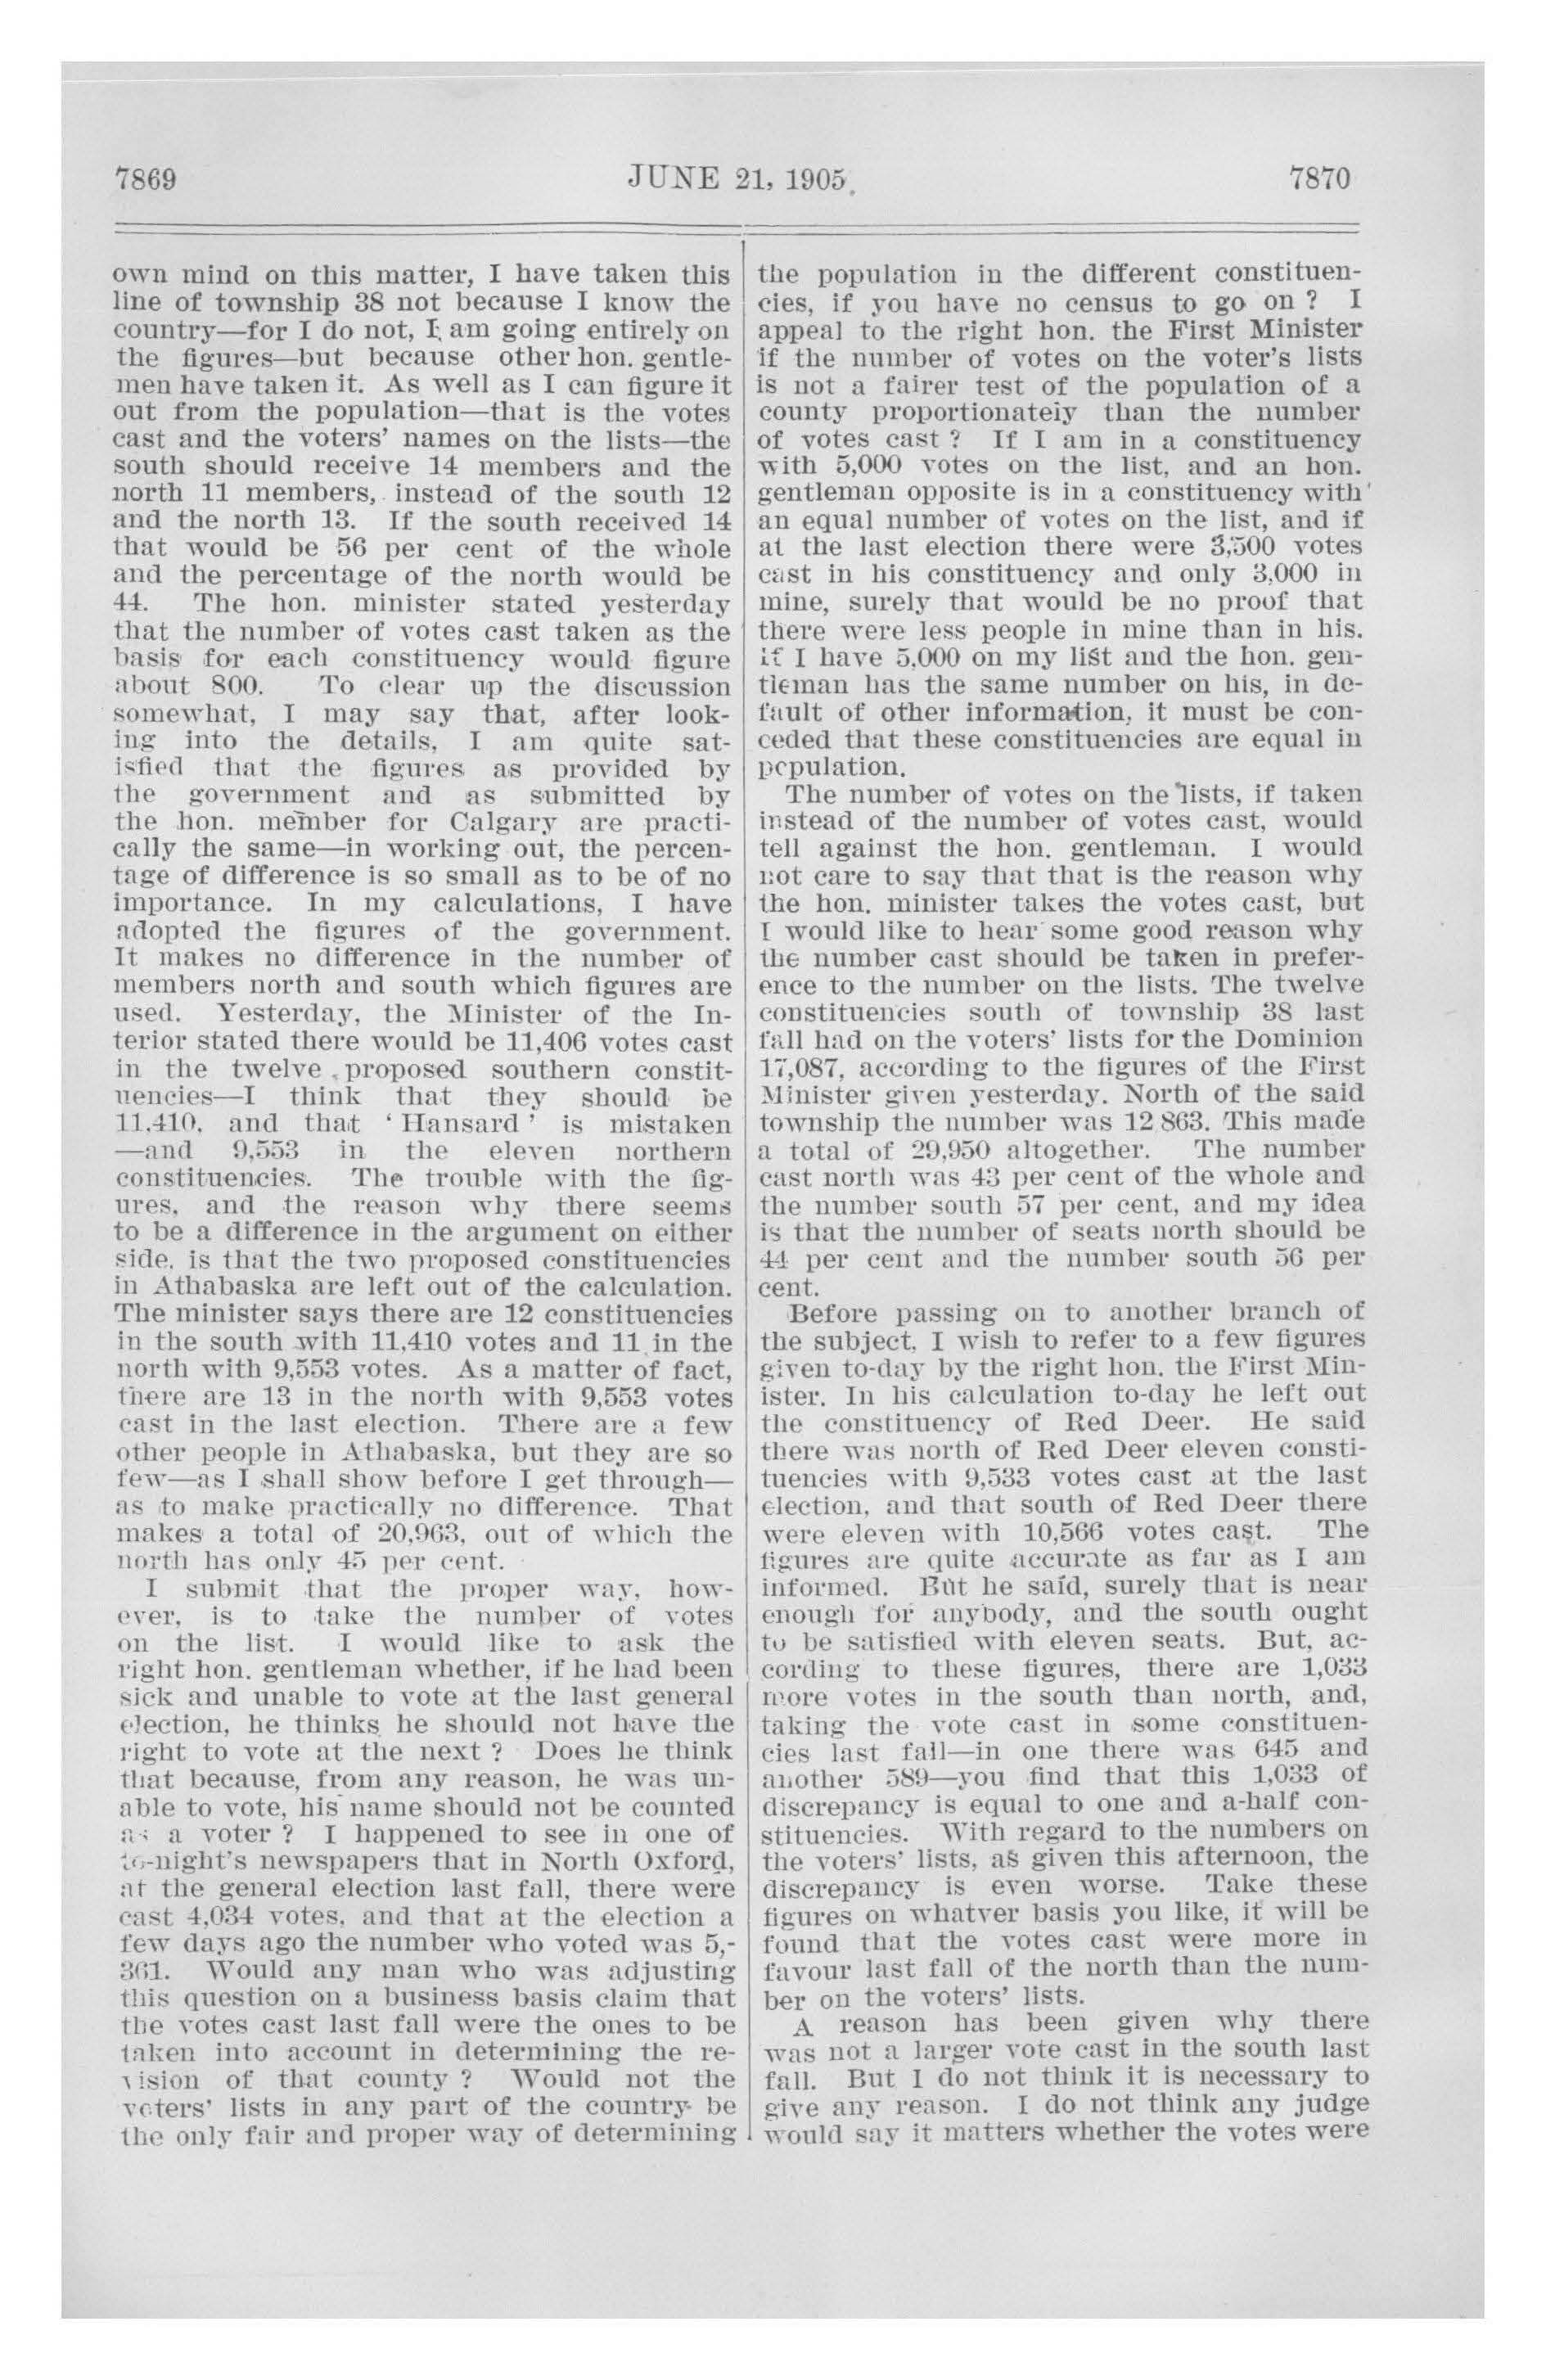 7869
JUNE 21, 1905.
7870
own mind on this matter, I have taken this
line of township 38 not because I know the
country—for I do not, I am going entirely on
the figures—but because other hon. gentle-
men have taken it. As well as I can figure it
out from the population—that is the votes
cast and the voters' names on the lists—the
south should receive 14 members and the
north 11 members, instead of the south 12
and the north 13. If the south received 14
that would be 56 per cent of the whole
and the percentage of the north would be
44. The hon. minister stated yesterday
that the number of votes cast taken as the
basis for each constituency would figure
about 800. To clear up the discussion
somewhat, I may say that, after look-
ing into the details, I am quite sat-
isfied that the figures as provided by
the government and as submitted by
the hon. member for Calgary are practi-
cally the same—in working out, the percen-
tage of difference is so small as to be of no
importance. In my calculations, I have
adopted the figures of the government.
It makes no difference in the number of
members north and south which figures are
used. Yesterday, the Minister of the In-
terior stated there would be 11,406 votes cast
in the twelve proposed southern constit-
uencies—I think that they should be
11,410, and that 'Hansard' is mistaken
—and 9,553 in the eleven northern
constituencies. The trouble with the fig-
ures, and the reason why there seems
to be a difference in the argument on either
side, is that the two proposed constituencies
in Athabaska are left out of the calculation.
The minister says there are 12 constituencies
in the south with 11,410 votes and 11 in the
north with 9,553 votes. As a matter of fact,
there are 13 in the north with 9,553 votes
cast in the last election. There are a few
other people in Athabaska, but they are so
few—as I shall show before I get through—
as to make practically no difference. That
makes a total of 20,963, out of which the
north has only 45 per cent.
I submit that the proper way, how-
ever, is to take the number of votes
on the list. I would like to ask the
right hon. gentleman whether, if he had been
sick and unable to vote at the last general
election, he thinks he should not have the
right to vote at the next ? Does he think
that because, from any reason, he was un-
able to vote, his name should not be counted
as a voter ? I happened to see in one of
to-night's newspapers that in North Oxford,
at the general election last fall, there were
cast 4,034 votes, and that at the election a
few days ago the number who voted was 5,-
361. Would any man who was adjusting
this question on a business basis claim that
the votes cast last fall were the ones to be
taken into account in determining the re-
vision of that county ? Would not the
voters' lists in any part of the country be
the only fair and proper way of determining
the population in the different constituen-
cies, if you have no census to go on ? I
appeal to the right hon. the First Minister
if the number of votes on the voter's lists
is not a fairer test of the population of a
county proportionately than the number
of votes cast ? If I am in a constituency
with 5,000 votes on the list, and an hon.
gentleman opposite is in a constituency with
an equal number of votes on the list, and if
at the last election there were 3,500 votes
cast in his constituency and only 3,000 in
mine, surely that would be no proof that
there were less people in mine than in his.
If I have 5,000 on my list and the hon. gen-
tleman has the same number on his, in de-
fault of other information, it must be con-
ceded that these constituencies are equal in
population.
The number of votes on the lists, if taken
instead of the number of votes cast, would
tell against the hon. gentleman. I would
not care to say that that is the reason why
the hon. minister takes the votes cast, but
I would like to hear some good reason why
the number cast should be taken in prefer-
ence to the number on the lists. The twelve
constituencies south of township 38 last
fall had on the voters' lists for the Dominion
17,087, according to the figures of the First
Minister given yesterday. North of the said
township the number was 12 863. This made
a total of 29,950 altogether. The number
cast north was 43 per cent of the whole and
the number south 57 per cent, and my idea
is that the number of seats north should be
44 per cent and the number south 56 per
cent.
Before passing on to another branch of
the subject, I wish to refer to a few figures
given to-day by the right hon. the First Min-
ister. In his calculation to-day he left out
the constituency of Red Deer. He said
there was north of Red Deer eleven consti-
tuencies with 9,533 votes cast at the last
election, and that south of Red Deer there
were eleven with 10,566 votes cast. The
figures are quite accurate as far as I am
informed. But he said, surely that is near
enough for anybody, and the south ought
to be satisfied with eleven seats. But, ac-
cording to these figures, there are 1,033
more votes in the south than north, and,
taking the vote cast in some constituen-
cies last fall—in one there was 645 and
another 589—you find that this 1,033 of
discrepancy is equal to one and a-half con-
stituencies. With regard to the numbers on
the voters' lists, as given this afternoon, the
discrepancy is even worse. Take these
figures on whatver basis you like, it will be
found that the votes cast were more in
favour last fall of the north than the num-
ber on the voters' lists.
A reason has been given why there
was not a larger vote cast in the south last
fall. But I do not think it is necessary to
give any reason. I do not think any judge
would say it matters whether the votes were